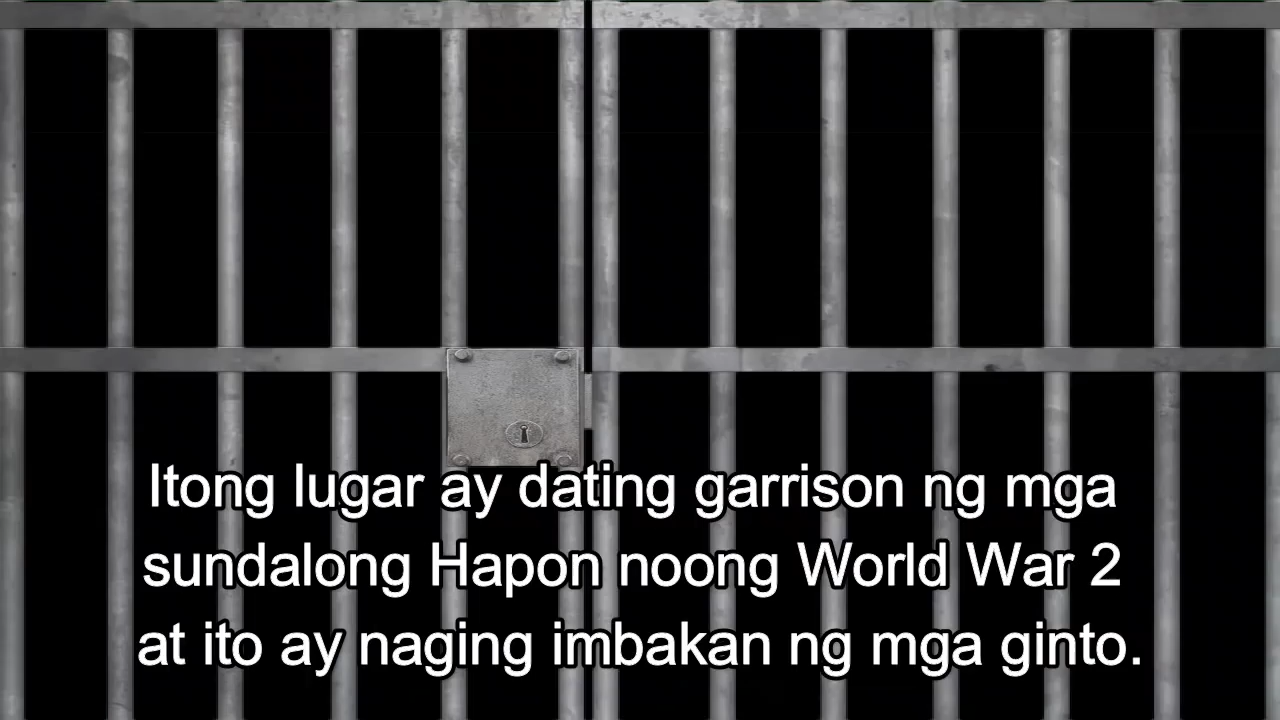 Itong lugar ay dating garrison ng mga
sundalong Hapon noong World War 2
at ito ay naging imbakan ng mga ginto.